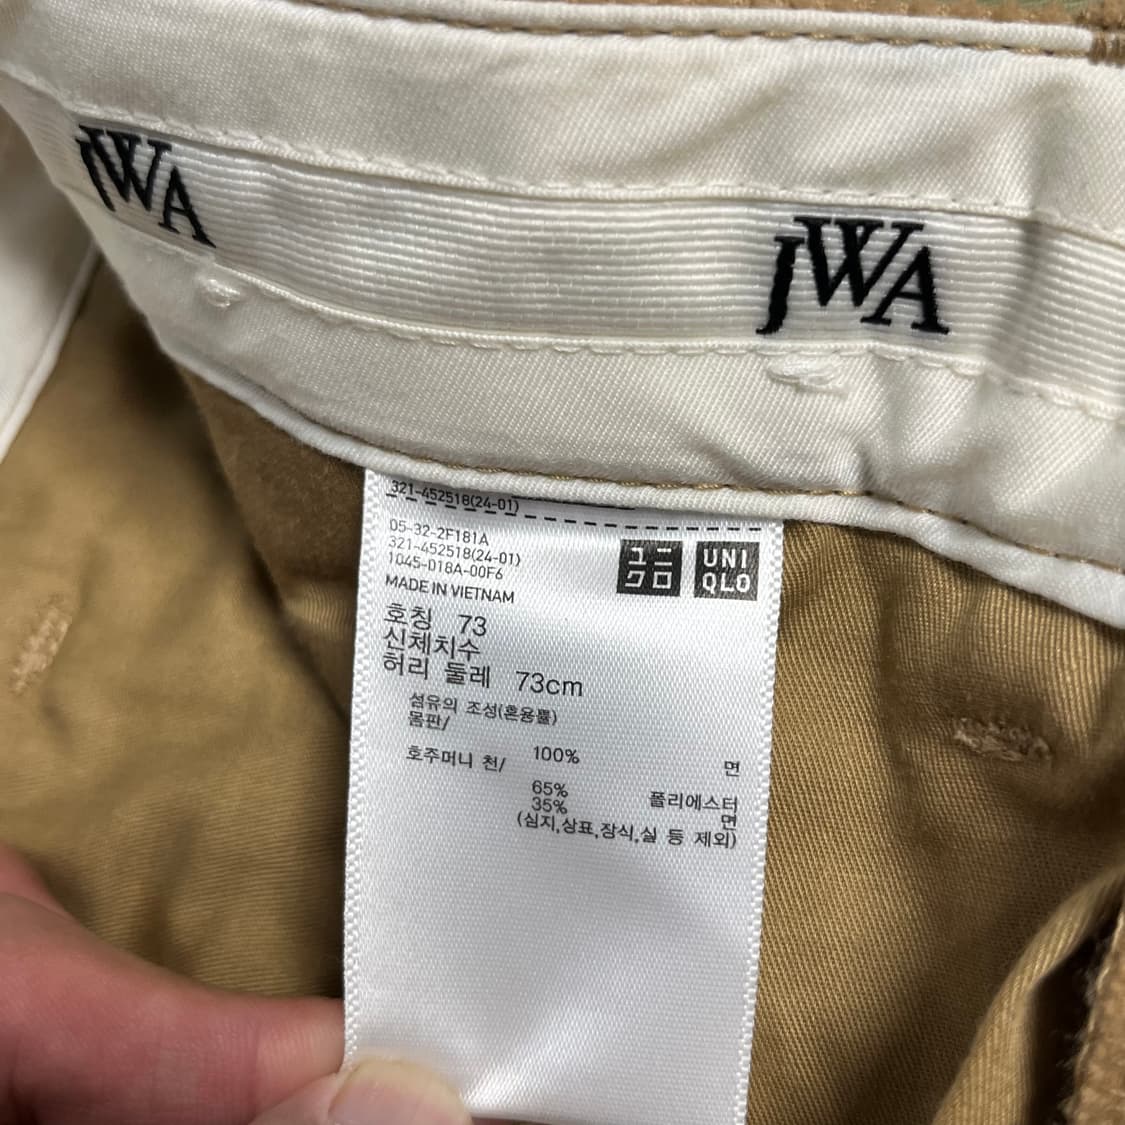 JWA
JWA
321-452518(24-01)
05-32-2F181A
321-452518(24-01)
1045-018A-00F6
MADE IN VIETNAM
ユニ
クロ
UNI
QLO
호칭 73
신체치수
허리 둘레 73cm
섬유의 조성(혼용률)
몸판/
100% 면
호주머니 천/
65% 폴리에스터
35% 면
(심지,상표,장식,실 등 제외)